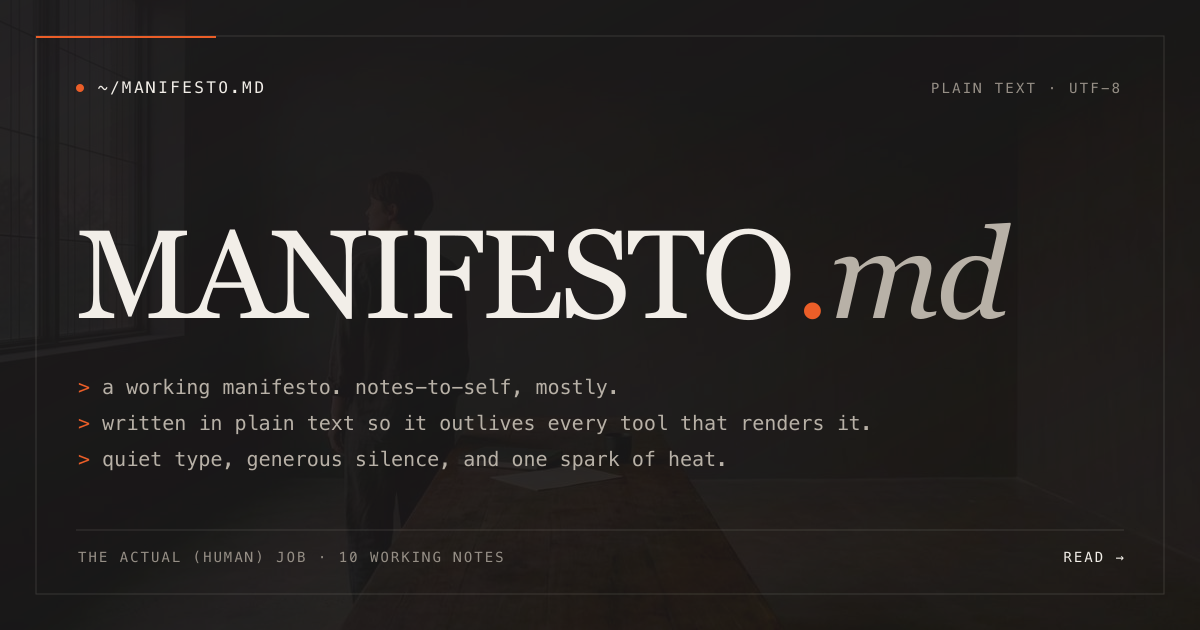 ~/MANIFESTO.MD
PLAIN TEXT · UTF-8
MANIFESTO.md
> a working manifesto. notes-to-self, mostly.
> written in plain text so it outlives every tool that renders it.
> quiet type, generous silence, and one spark of heat.
THE ACTUAL (HUMAN) JOB · 10 WORKING NOTES
READ →